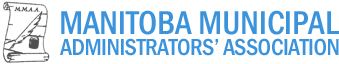 M.M.A.A.
MANITOBA MUNICIPAL
ADMINISTRATORS' ASSOCIATION